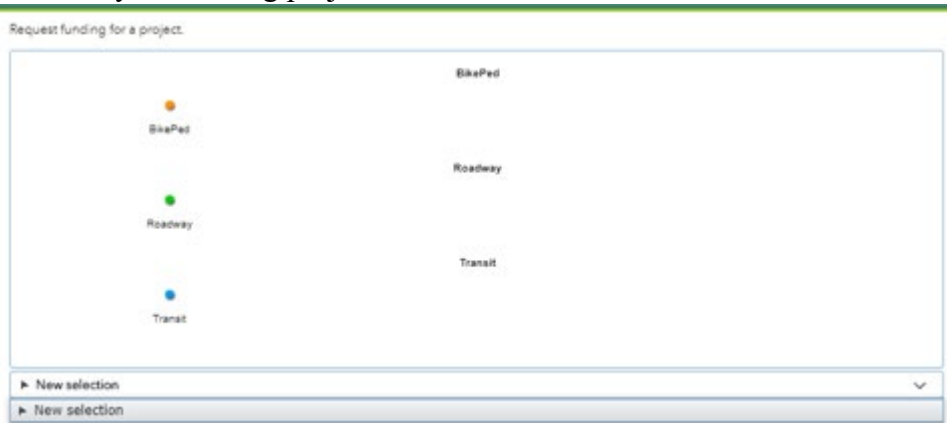 Request funding for a project.
BikePed
BikePed
Roadway
Roadway
Transit
Transit
New selection
New selection